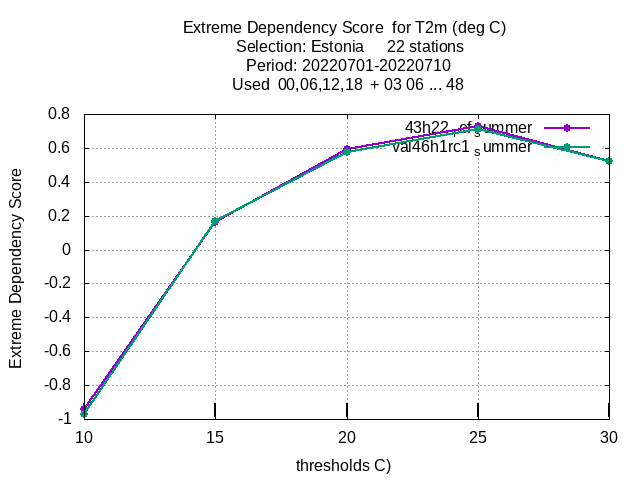 Extreme Dependency Score  for T2m (deg C)
Selection: Estonia     22 stations
Period: 20220701-20220710
Used  00,06,12,18  + 03 06 ... 48
43h22_ref_summer
val46h1rc1_summer
Extreme Dependency Score
0.8
0.6
0.4
0.2
0
-0.2
-0.4
-0.6
-0.8
-1
10 15 20 25 30
thresholds C)